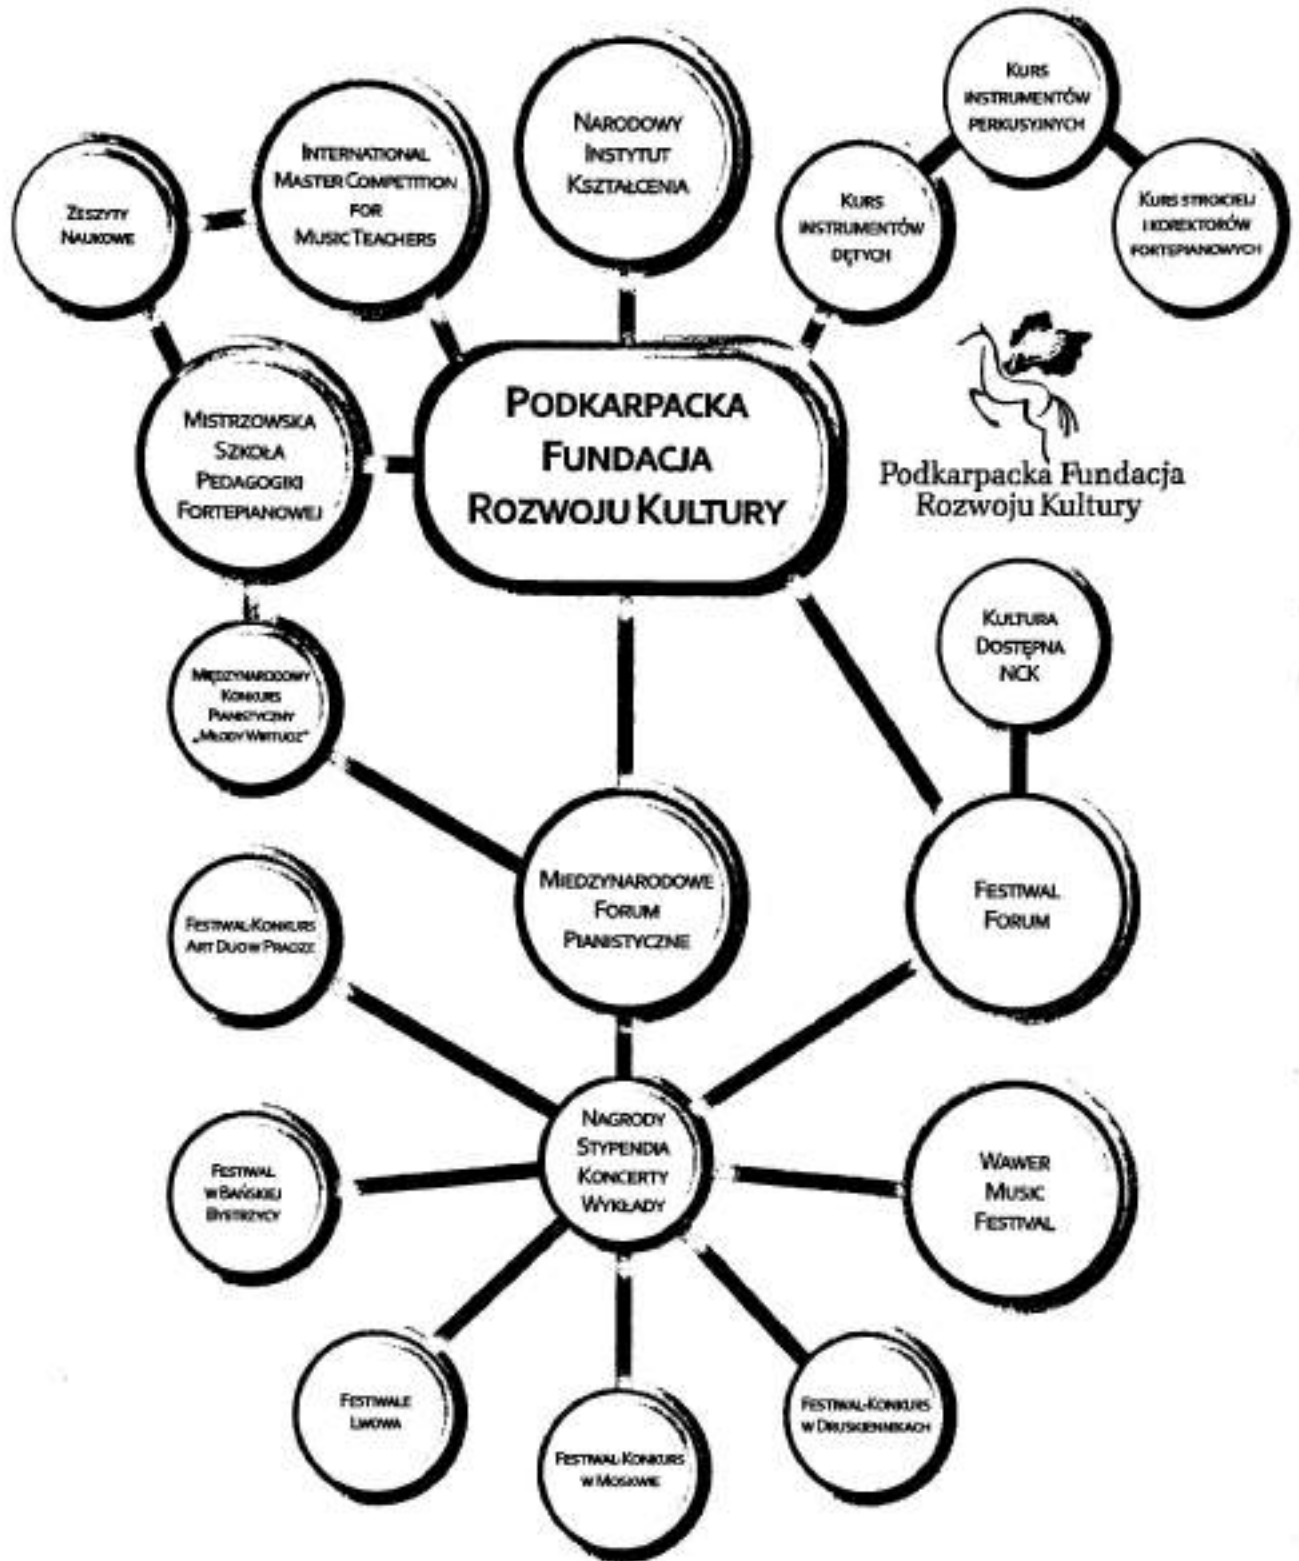 KURS
INSTRUMENTÓW
PERKUSYJNYCH
NARODOWY
INSTYTUT
KSZTAŁCENIA
INTERNATIONAL
MASTER COMPETITION
FOR
MUSIC TEACHERS
ZESZYTY
NAUKOWE
KURS
INSTRUMENTÓW
DĘTYCH
KURS STROICIELI
I KOREKTORÓW
FORTEPIANOWYCH
PODKARPACKA
FUNDACJA
ROZWOJU KULTURY
Podkarpacka Fundacja
Rozwoju Kultury
MISTRZOWSKA
SZKOŁA
PEDAGOGIKI
FORTEPIANOWEJ
KULTURA
DOSTĘPNA
NCK
MIĘDZYNARODOWY
KONKURS
PIANISTYCZNY
„MŁODY WIRTUOZ”
MIEDZYNARODOWE
FORUM
PIANISTYCZNE
FESTIWAL
FORUM
FESTIWAL-KONKURS
ART DUO W PRADZE
NAGRODY
STYPENDIA
KONCERTY
WYKŁADY
FESTIWAL
W BAŃSKIEJ
BYSTRZYCY
WAWER
MUSIC
FESTIVAL
FESTIWALE
LWOWA
FESTIWAL-KONKURS
W MOSKWIE
FESTIWAL-KONKURS
W DRUSKIENNIKACH